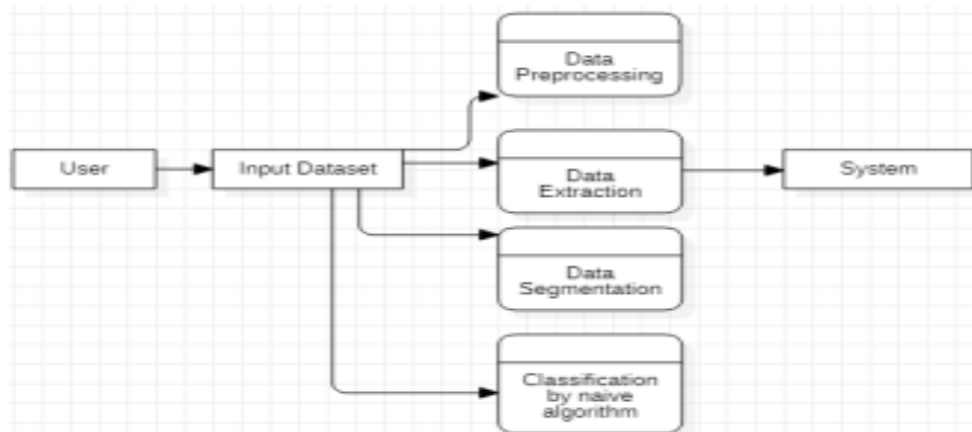 Data
Preprocessing
User
Input Dataset
Data
Extraction
System
Data
Segmentation
Classification
by naive
algorithm